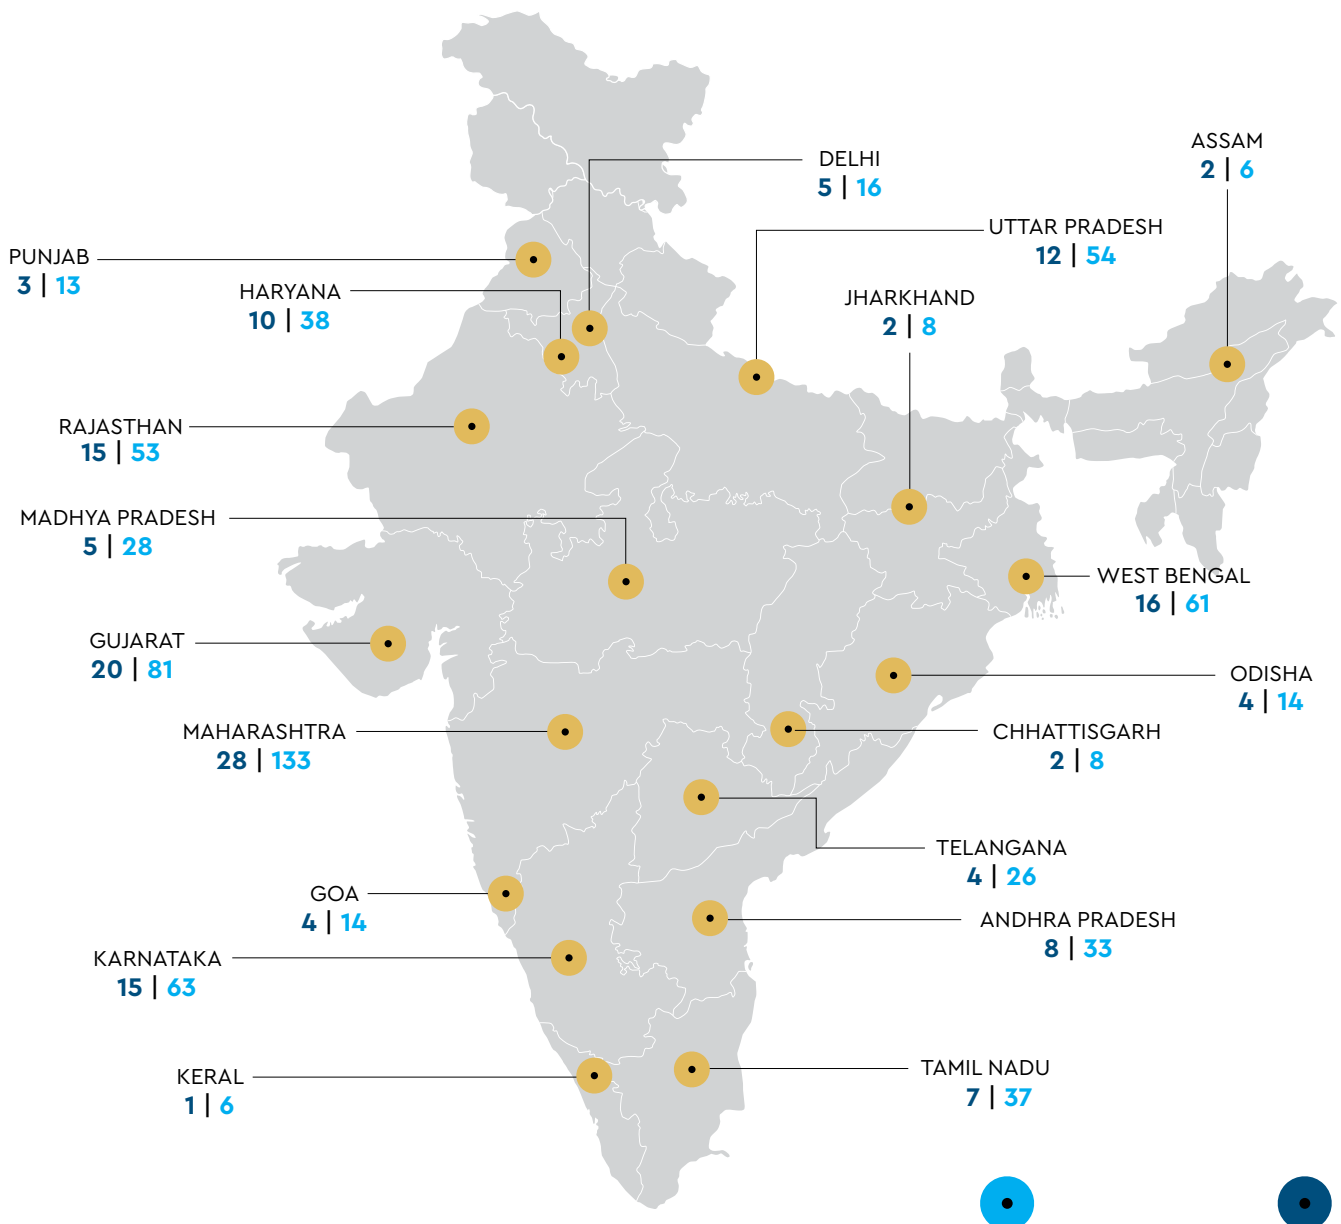 ASSAM
2 | 6
DELHI
5 | 16
UTTAR PRADESH
12 | 54
PUNJAB
3 | 13
HARYANA
10 | 38
JHARKHAND
2 | 8
RAJASTHAN
15 | 53
MADHYA PRADESH
5 | 28
WEST BENGAL
16 | 61
GUJARAT
20 | 81
ODISHA
4 | 14
MAHARASHTRA
28 | 133
CHHATTISGARH
2 | 8
TELANGANA
4 | 26
GOA
4 | 14
ANDHRA PRADESH
8 | 33
KARNATAKA
15 | 63
TAMIL NADU
7 | 37
KERAL
1 | 6